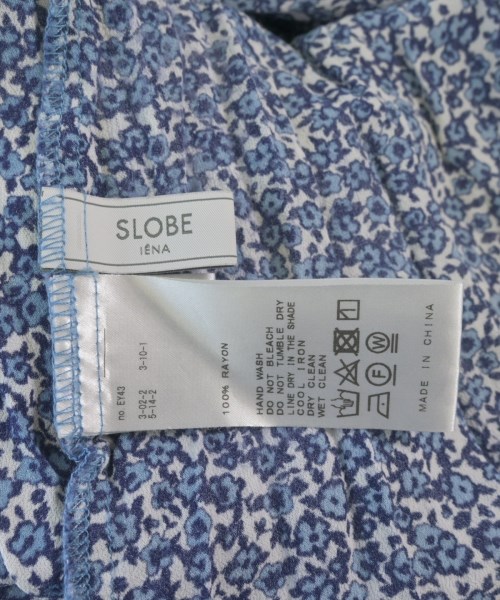 SLOBE
IÉNA
no. EY43
3-02-2
5-14-2
3-10-1
100% RAYON
HAND WASH
DO NOT BLEACH
DO NOT TUMBLE DRY
LINE DRY IN THE SHADE
COOL IRON
DRY CLEAN
WET CLEAN
F
W
MADE IN CHINA